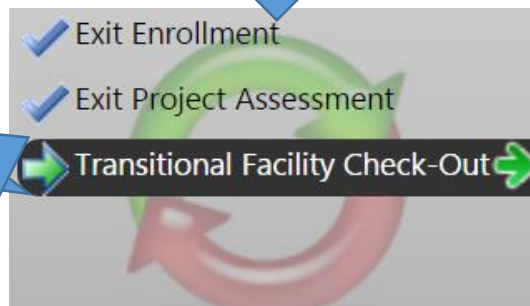 Exit Enrollment
Exit Project Assessment
Transitional Facility Check-Out